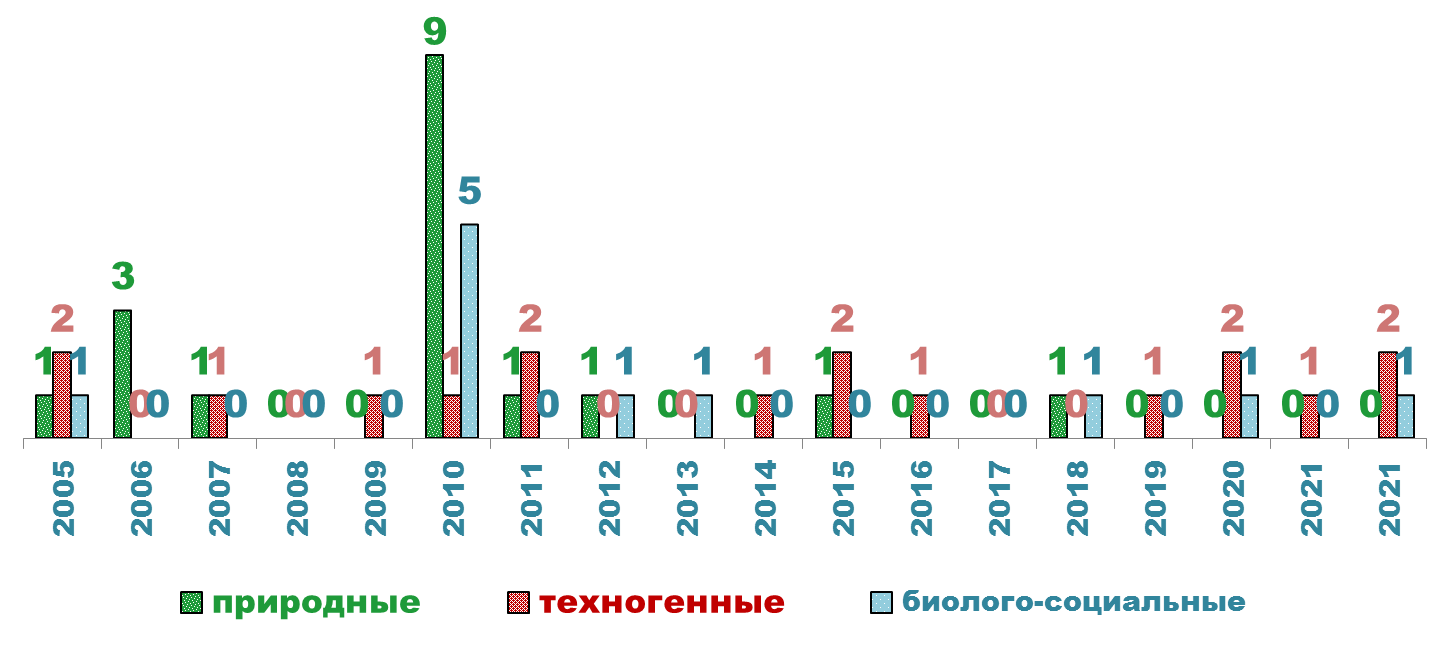 9
5
3
2 2 2 2 2
1 1 1 1 1 1 1 1 1 1 1 1 1 1 1 1 1 1 1
0 0 0 0 0 0 0 0 0 0 0 0 0 0 0 0 0 0 0 0 0 0 0 0 0 0 0
2005 2006 2007 2008 2009 2010 2011 2012 2013 2014 2015 2016 2017 2018 2019 2020 2021 2021
природные техногенные биолого-социальные